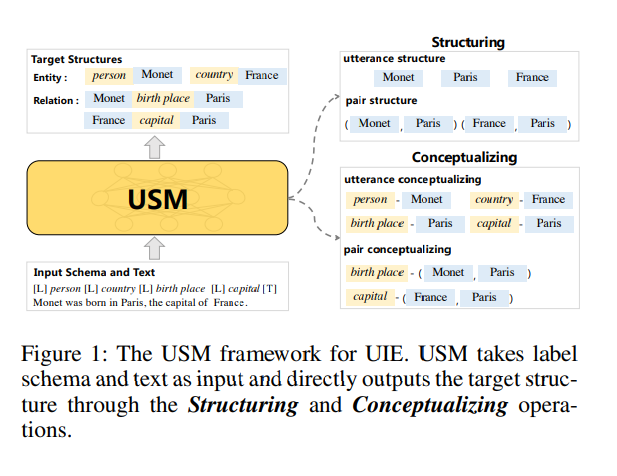 Target Structures
Entity : person Monet country France
Relation : Monet birth place Paris
France capital Paris
USM
Input Schema and Text
[L] person [L] country [L] birth place [L] capital [T]
Monet was born in Paris, the capital of France.
Structuring
utterance structure
Monet Paris France
pair structure
( Monet , Paris ) ( France , Paris )
Conceptualizing
utterance conceptualizing
person - Monet country - France
birth place - Paris capital - Paris
pair conceptualizing
birth place - ( Monet , Paris )
capital - ( France , Paris )
Figure 1: The USM framework for UIE. USM takes label
schema and text as input and directly outputs the target struc-
ture through the Structuring and Conceptualizing opera-
tions.